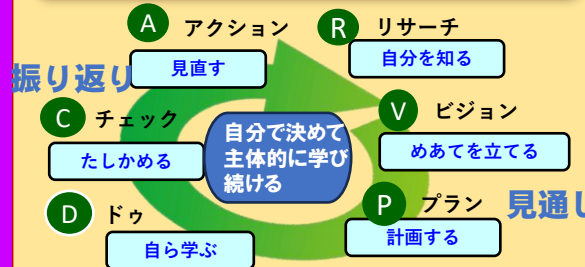 A アクション
見直す
R リサーチ
自分を知る
振り返り
C チェック
たしかめる
自分で決めて
主体的に学び
続ける
V ビジョン
めあてを立てる
D ドゥ
自ら学ぶ
P プラン
計画する
見通し